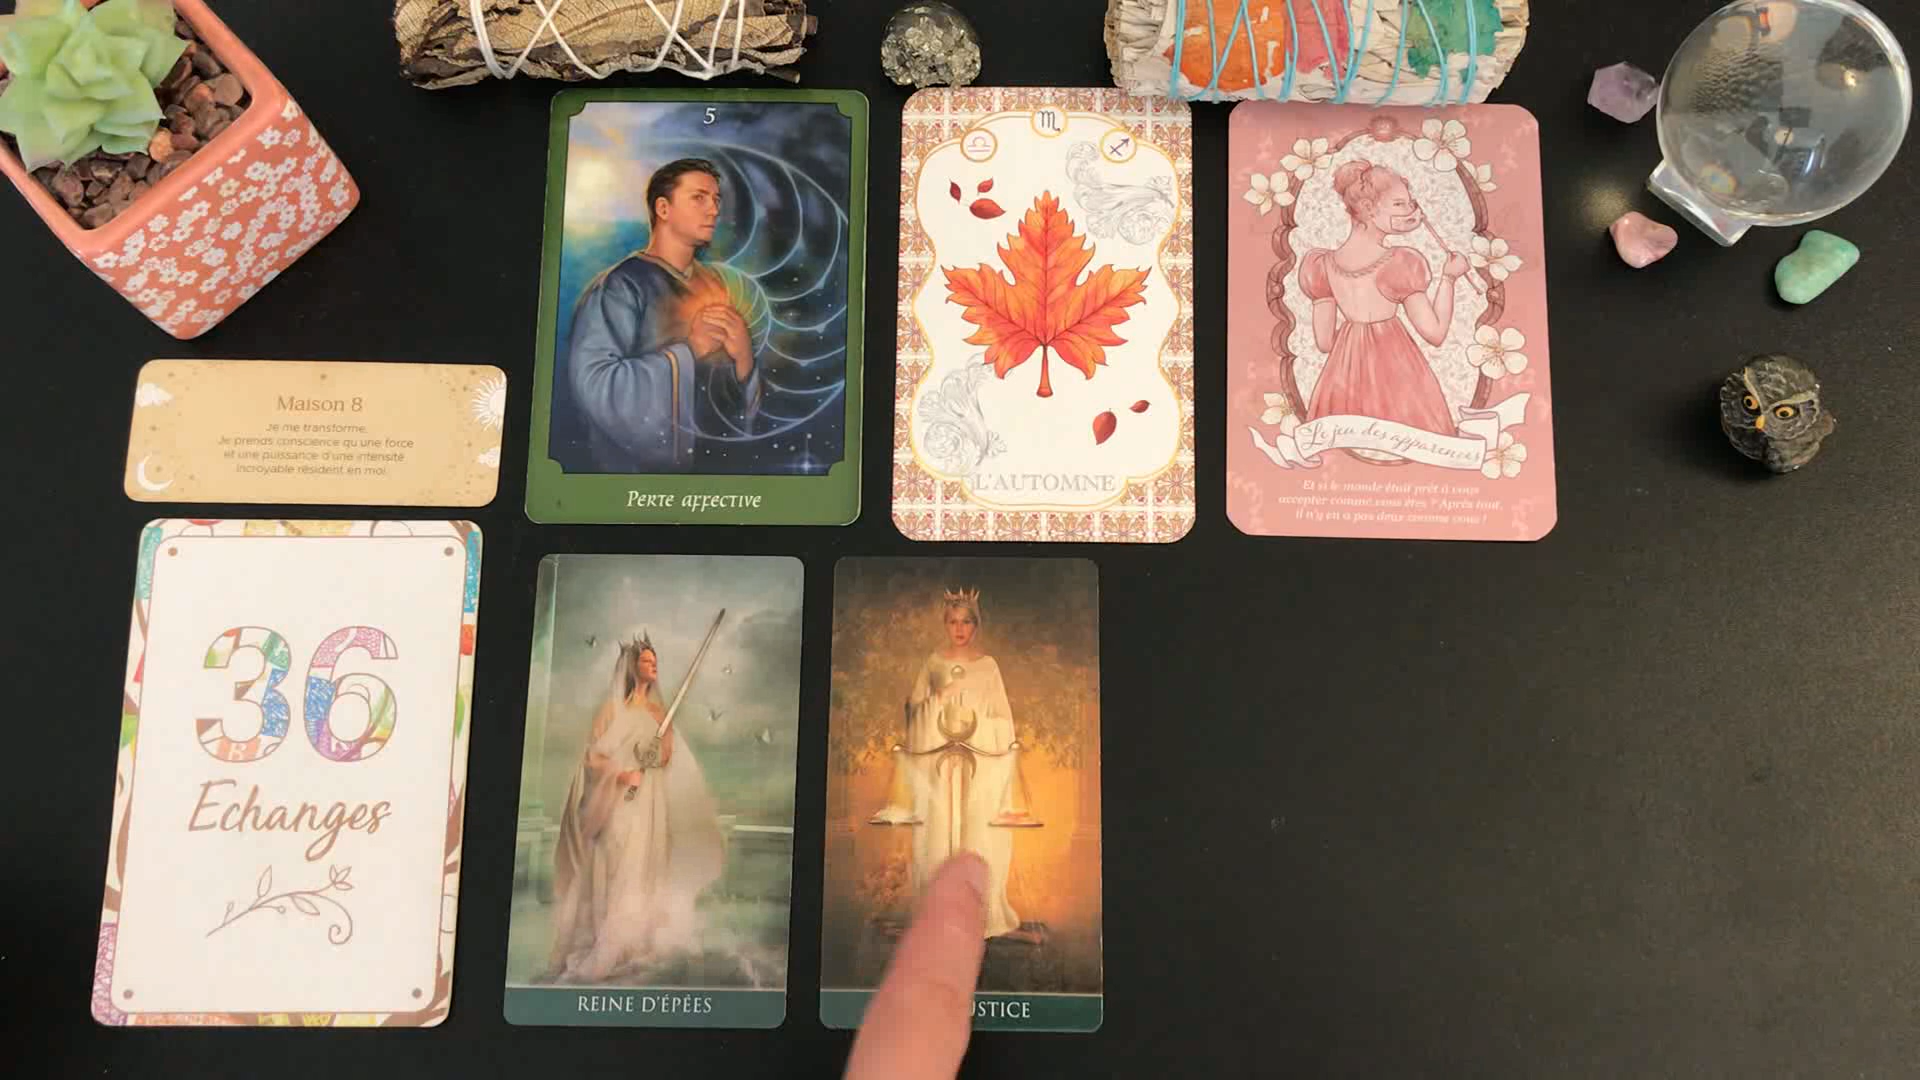 5
Perte affective
L'AUTOMNE
Le jeu des apparences
Et si le monde était prêt à vous
accepter comme vous êtes ? Après tout,
il n'y en a pas deux comme vous !
Maison 8
Je me transforme,
Je prends conscience qu'une force
et une puissance d'une intensité
incroyable résident en moi.
36
Echanges
REINE D'ÉPÉES
USTICE